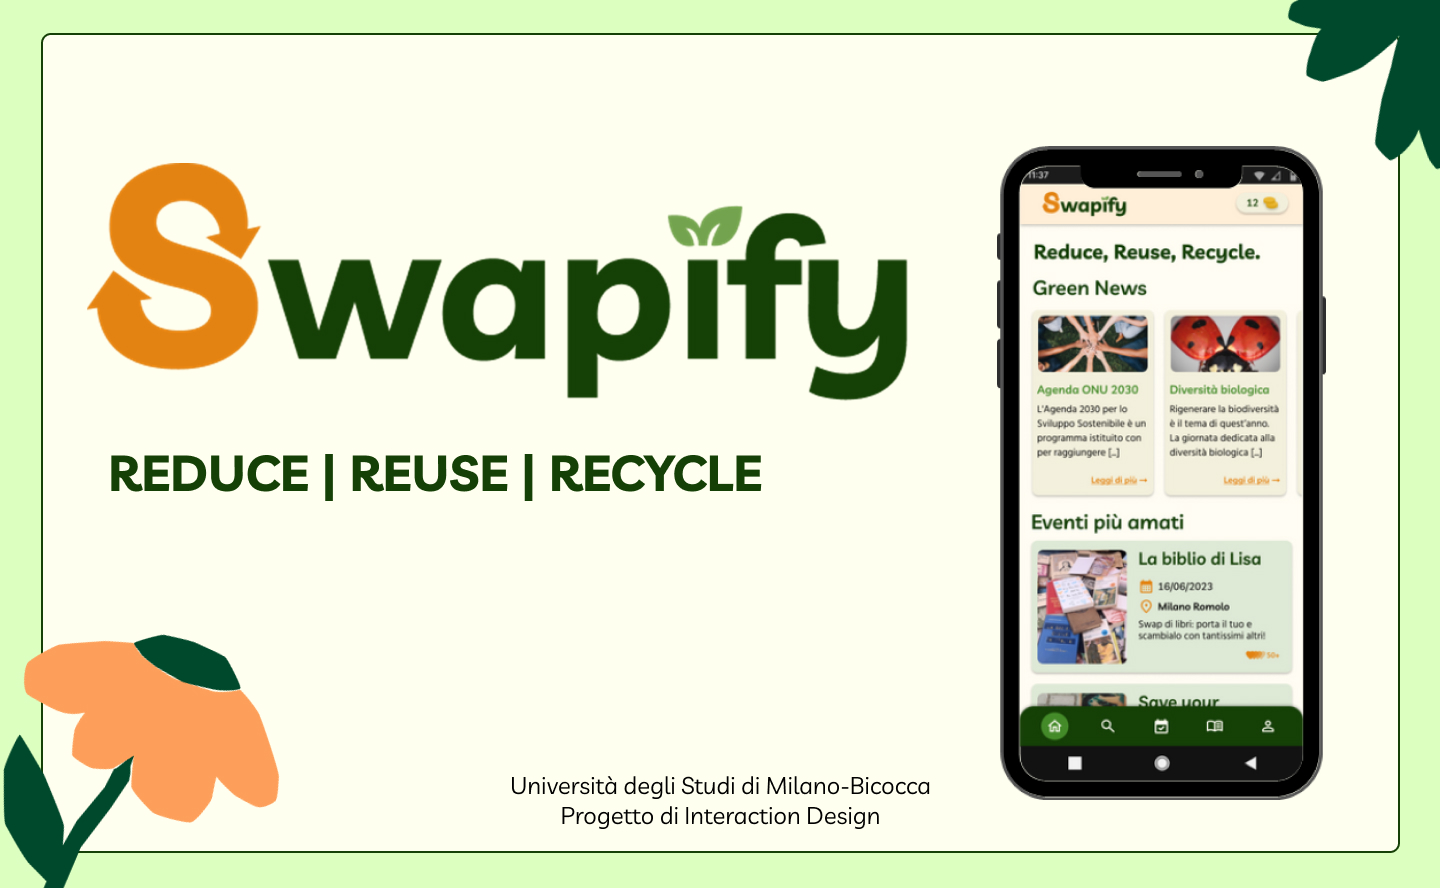 Swapify
REDUCE | REUSE | RECYCLE
Università degli Studi di Milano-Bicocca
Progetto di Interaction Design
11:37
Swapify
12
Reduce, Reuse, Recycle.
Green News
Agenda ONU 2030
L'Agenda 2030 per lo
Sviluppo Sostenibile è un
programma istituito con
per raggiungere [...]
Leggi di più →
Diversità biologica
Rigenerare la biodiversità
è il tema di quest'anno.
La giornata dedicata alla
diversità biologica [...]
Leggi di più →
Eventi più amati
La biblio di Lisa
16/06/2023
Milano Romolo
Swap di libri: porta il tuo e
scambialo con tantissimi altri!
50+
Save your